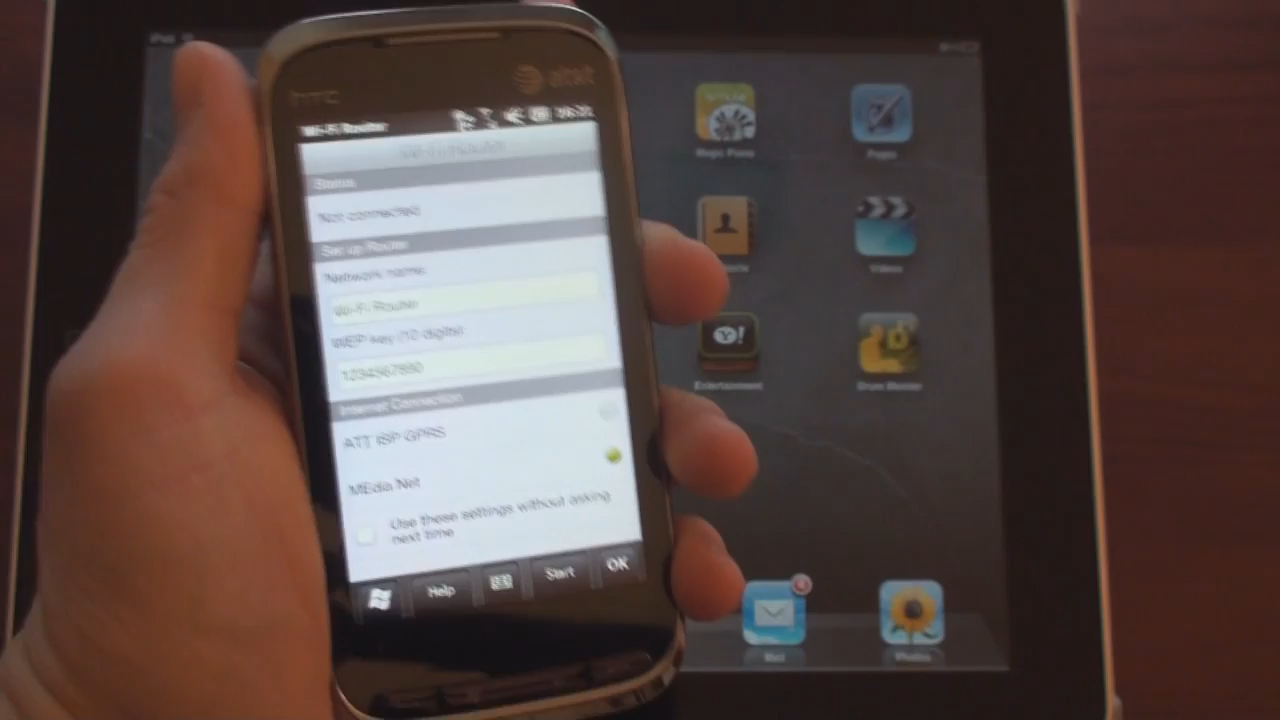 hTC
at&t
Wi-Fi Router
Wi-Fi Router
Status
Not connected
Set up Router
Network name:
Wi-Fi Router
WEP key (10 digits):
1234567890
Internet Connection
ATT ISP GPRS
MEdia Net
Use these settings without asking
next time
Help
Start
OK
iPad
Magic Piano
Pages
Videos
Entertainment
Mail
Photos